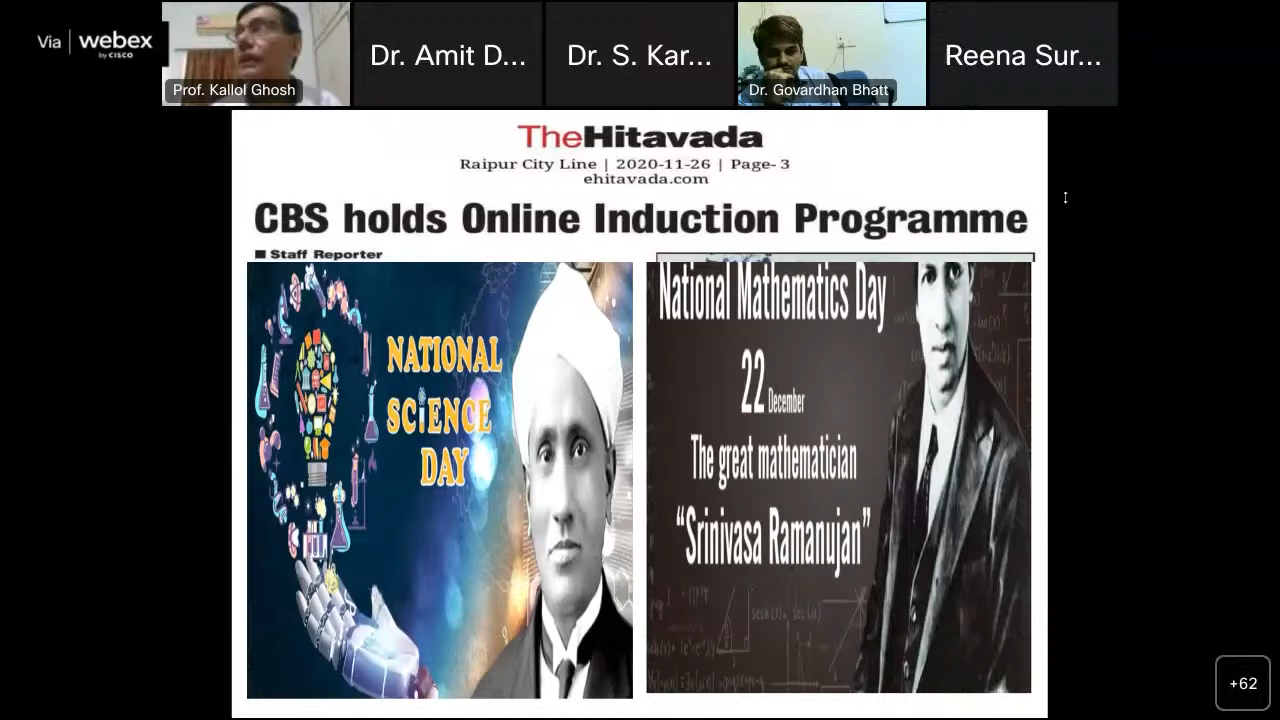 Via webex
by CISCO
Prof. Kallol Ghosh
Dr. Amit D...
Dr. S. Kar...
Dr. Govardhan Bhatt
Reena Sur...
TheHitavada
Raipur City Line | 2020-11-26 | Page- 3
ehitavada.com
CBS holds Online Induction Programme
■ Staff Reporter
NATIONAL
SCiENCE
DAY
National Mathematics Day
22 December
The great mathematician
“Srinivasa Ramanujan”
+62